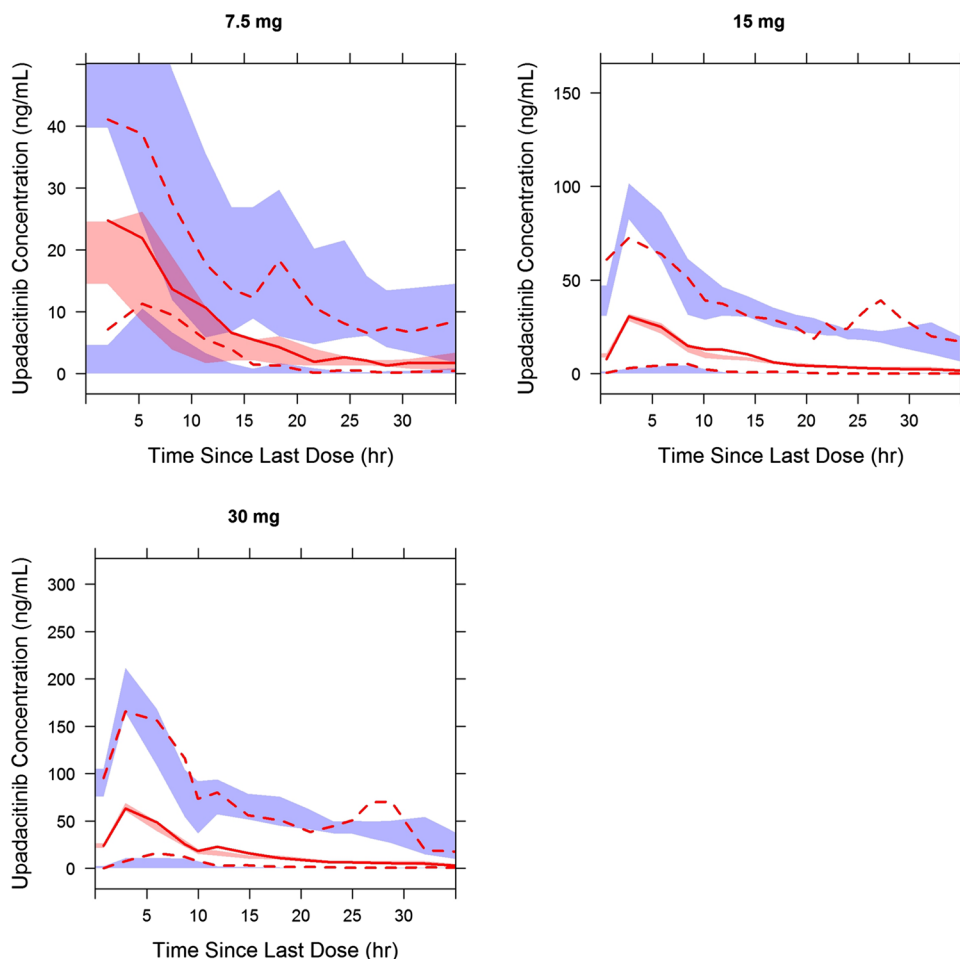 7.5 mg
Upadacitinib Concentration (ng/mL)
40
30
20
10
0
5 10 15 20 25 30
Time Since Last Dose (hr)
15 mg
Upadacitinib Concentration (ng/mL)
150
100
50
0
5 10 15 20 25 30
Time Since Last Dose (hr)
30 mg
Upadacitinib Concentration (ng/mL)
300
250
200
150
100
50
0
5 10 15 20 25 30
Time Since Last Dose (hr)